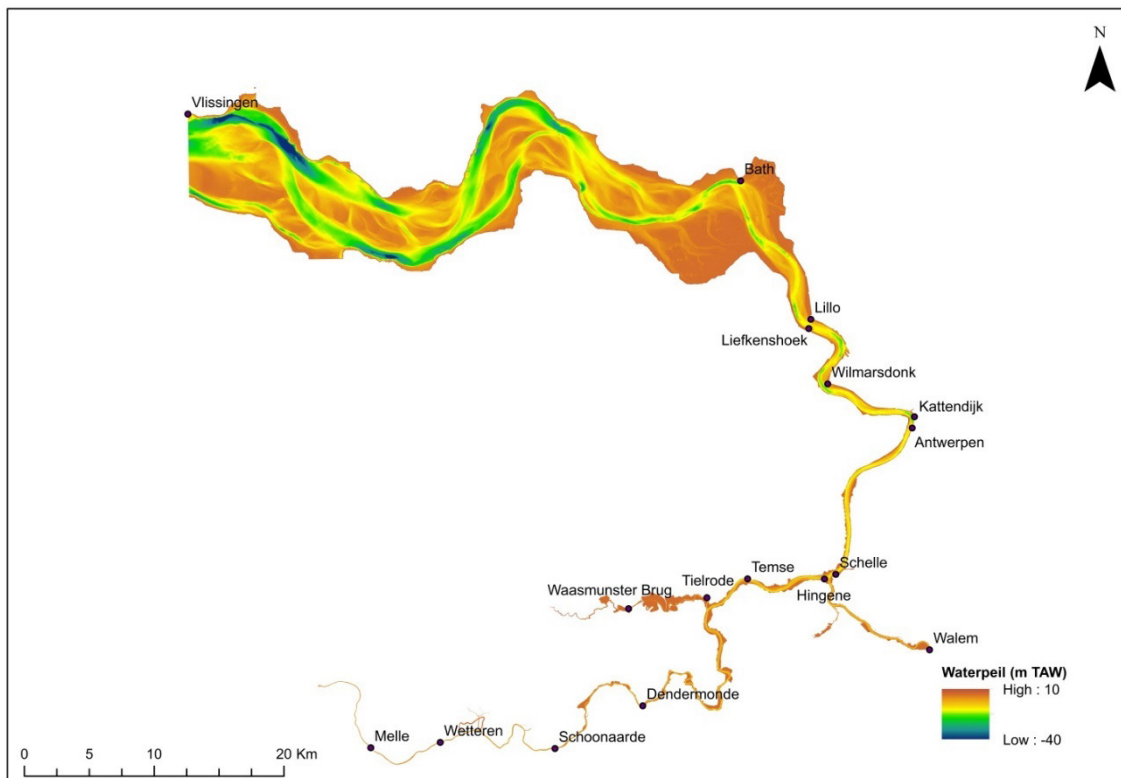 N
Vlissingen
Bath
Lillo
Liefkenshoek
Wilmarsdonk
Kattendijk
Antwerpen
Schelle
Temse
Tielrode
Hingene
Waasmunster Brug
Walem
Waterpeil (m TAW)
High : 10
Low : -40
Dendermonde
Melle
Wetteren
Schoonaarde
0 5 10 20 Km